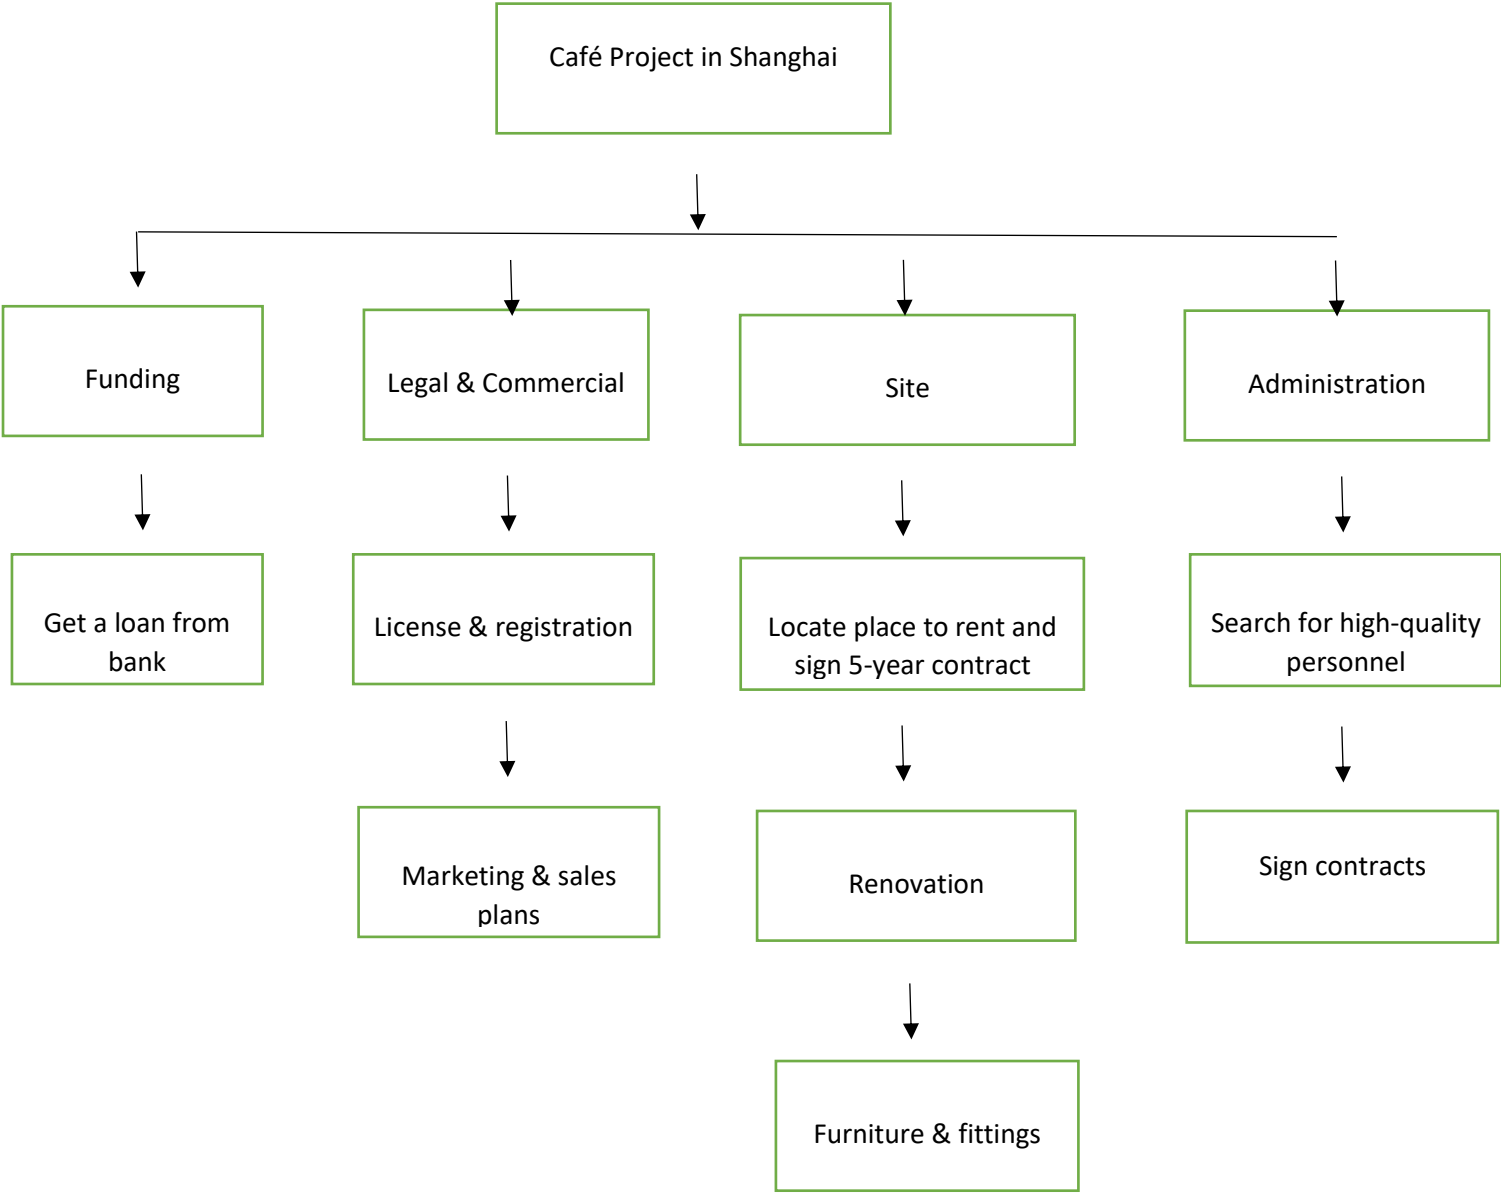 Café Project in Shanghai
Funding
Legal & Commercial
Site
Administration
Get a loan from
bank
License & registration
Locate place to rent and
sign 5-year contract
Search for high-quality
personnel
Marketing & sales
plans
Renovation
Sign contracts
Furniture & fittings